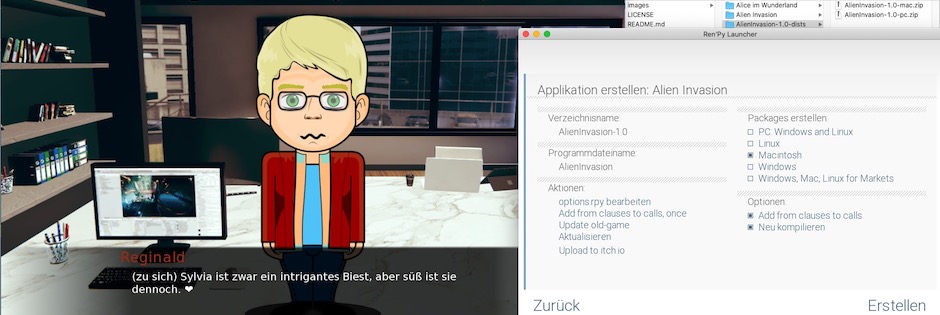 Reginald
(zu sich) Sylvia ist zwar ein intrigantes Biest, aber süß ist sie
dennoch. ❤
images
LICENSE
README.md
Alice im Wunderland
Alien Invasion
AlienInvasion-1.0-dists
AlienInvasion-1.0-mac.zip
AlienInvasion-1.0-pc.zip
Ren'Py Launcher
Applikation erstellen: Alien Invasion
Verzeichnisname:
AlienInvasion-1.0
Programmdateiname:
AlienInvasion
Aktionen:
options.rpy bearbeiten
Add from clauses to calls, once
Update old-game
Aktualisieren
Upload to itch.io
Packages erstellen:
PC: Windows and Linux
Linux
Macintosh
Windows
Windows, Mac, Linux for Markets
Optionen
Add from clauses to calls
Neu kompilieren
Zurück
Erstellen